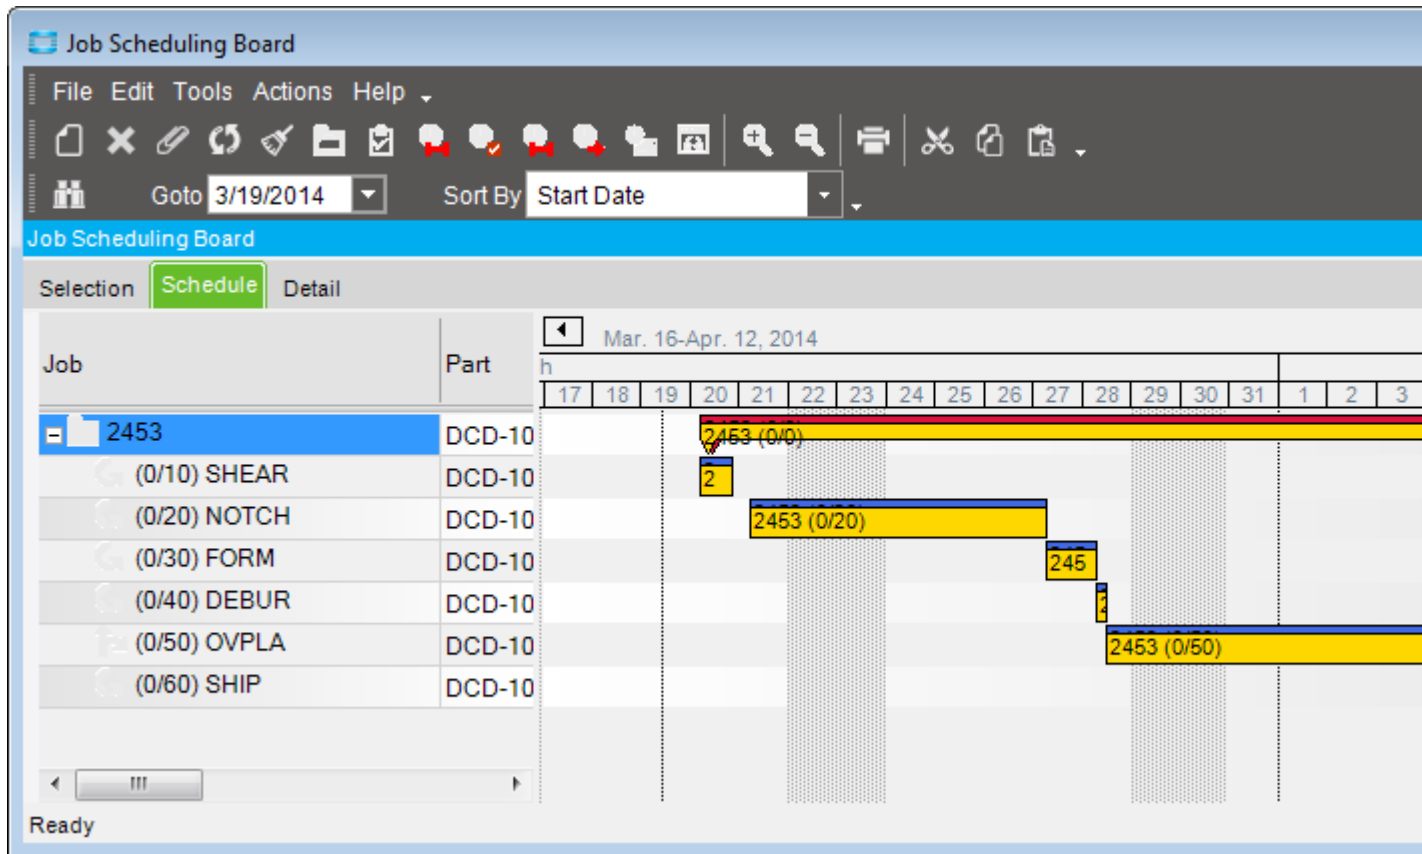 Job Scheduling Board
File Edit Tools Actions Help
Goto 3/19/2014 Sort By Start Date
Job Scheduling Board
Selection Schedule Detail
Mar. 16-Apr. 12, 2014
Job Part h
17 18 19 20 21 22 23 24 25 26 27 28 29 30 31 1 2 3
2453 DCD-10 2453 (0/0)
(0/10) SHEAR DCD-10 2
(0/20) NOTCH DCD-10 2453 (0/20)
(0/30) FORM DCD-10 245
(0/40) DEBUR DCD-10 2
(0/50) OVPLA DCD-10 2453 (0/50)
(0/60) SHIP DCD-10
Ready